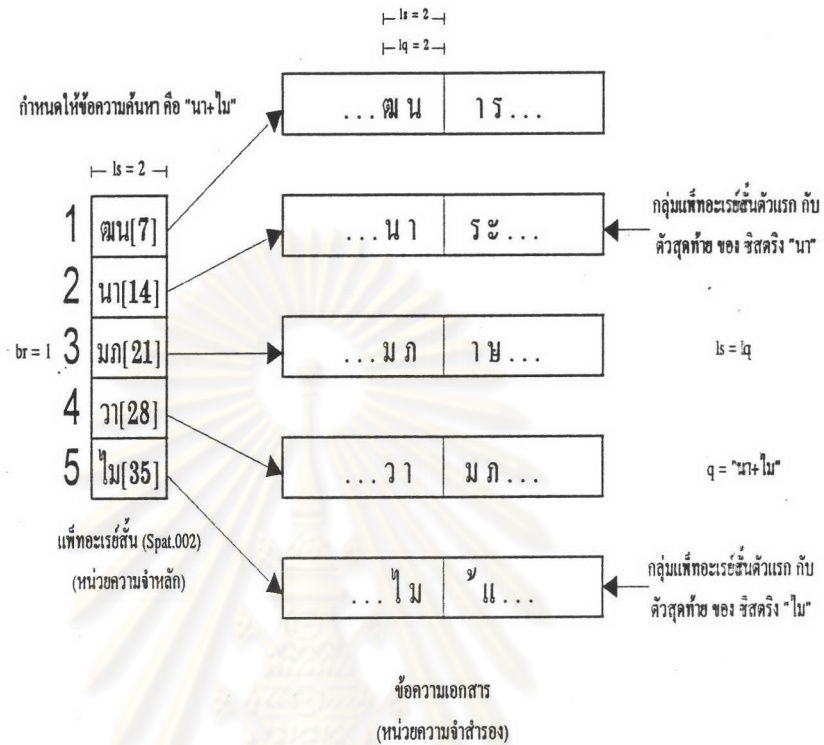 ls = 2
lq = 2
กำหนดให้ข้อความค้นหา คือ "นา+ไม"
...ฒน าร...
ls = 2
1 ฒน[7]
...นา ระ...
กลุ่มแพ็ทอะเรย์สั้นตัวแรก กับ
ตัวสุดท้าย ของ ซิสตริง "นา"
2 นา[14]
br = 1 3 มภ[21]
...มภ าษ...
ls = lq
4 วา[28]
...วา มภ...
q = "นา+ไม"
5 ไม[35]
แพ็ทอะเรย์สั้น (Spat.002)
(หน่วยความจำหลัก)
...ไม ้แ...
กลุ่มแพ็ทอะเรย์สั้นตัวแรก กับ
ตัวสุดท้าย ของ ซิสตริง "ไม"
ข้อความเอกสาร
(หน่วยความจำสำรอง)